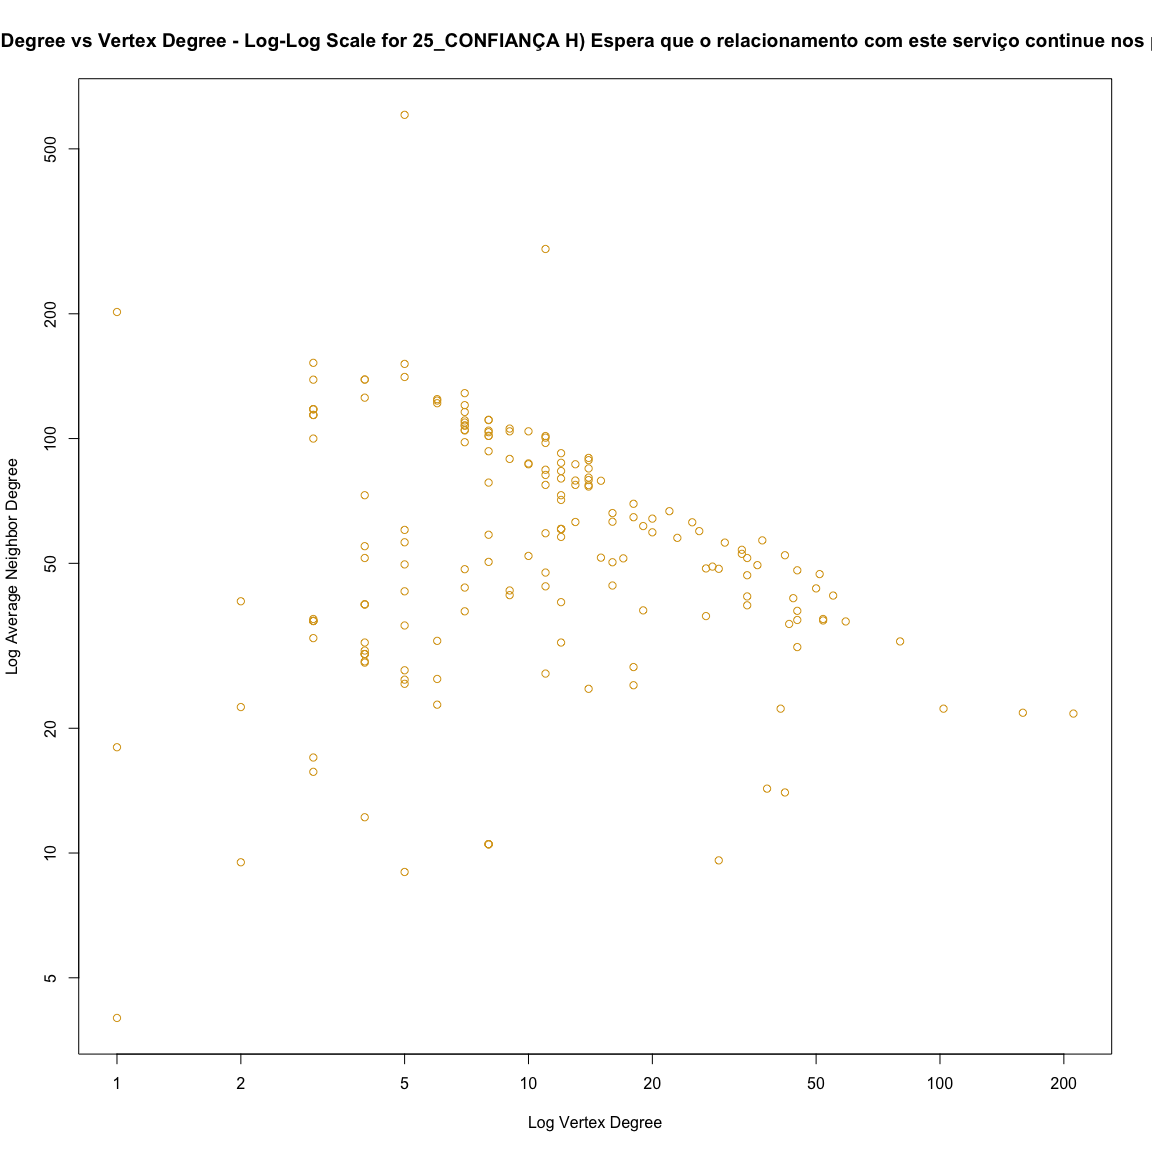 Degree vs Vertex Degree - Log-Log Scale for 25_CONFIANÇA H) Espera que o relacionamento com este serviço continue nos
500
200
100
50
20
10
5
Log Average Neighbor Degree
1 2 5 10 20 50 100 200
Log Vertex Degree